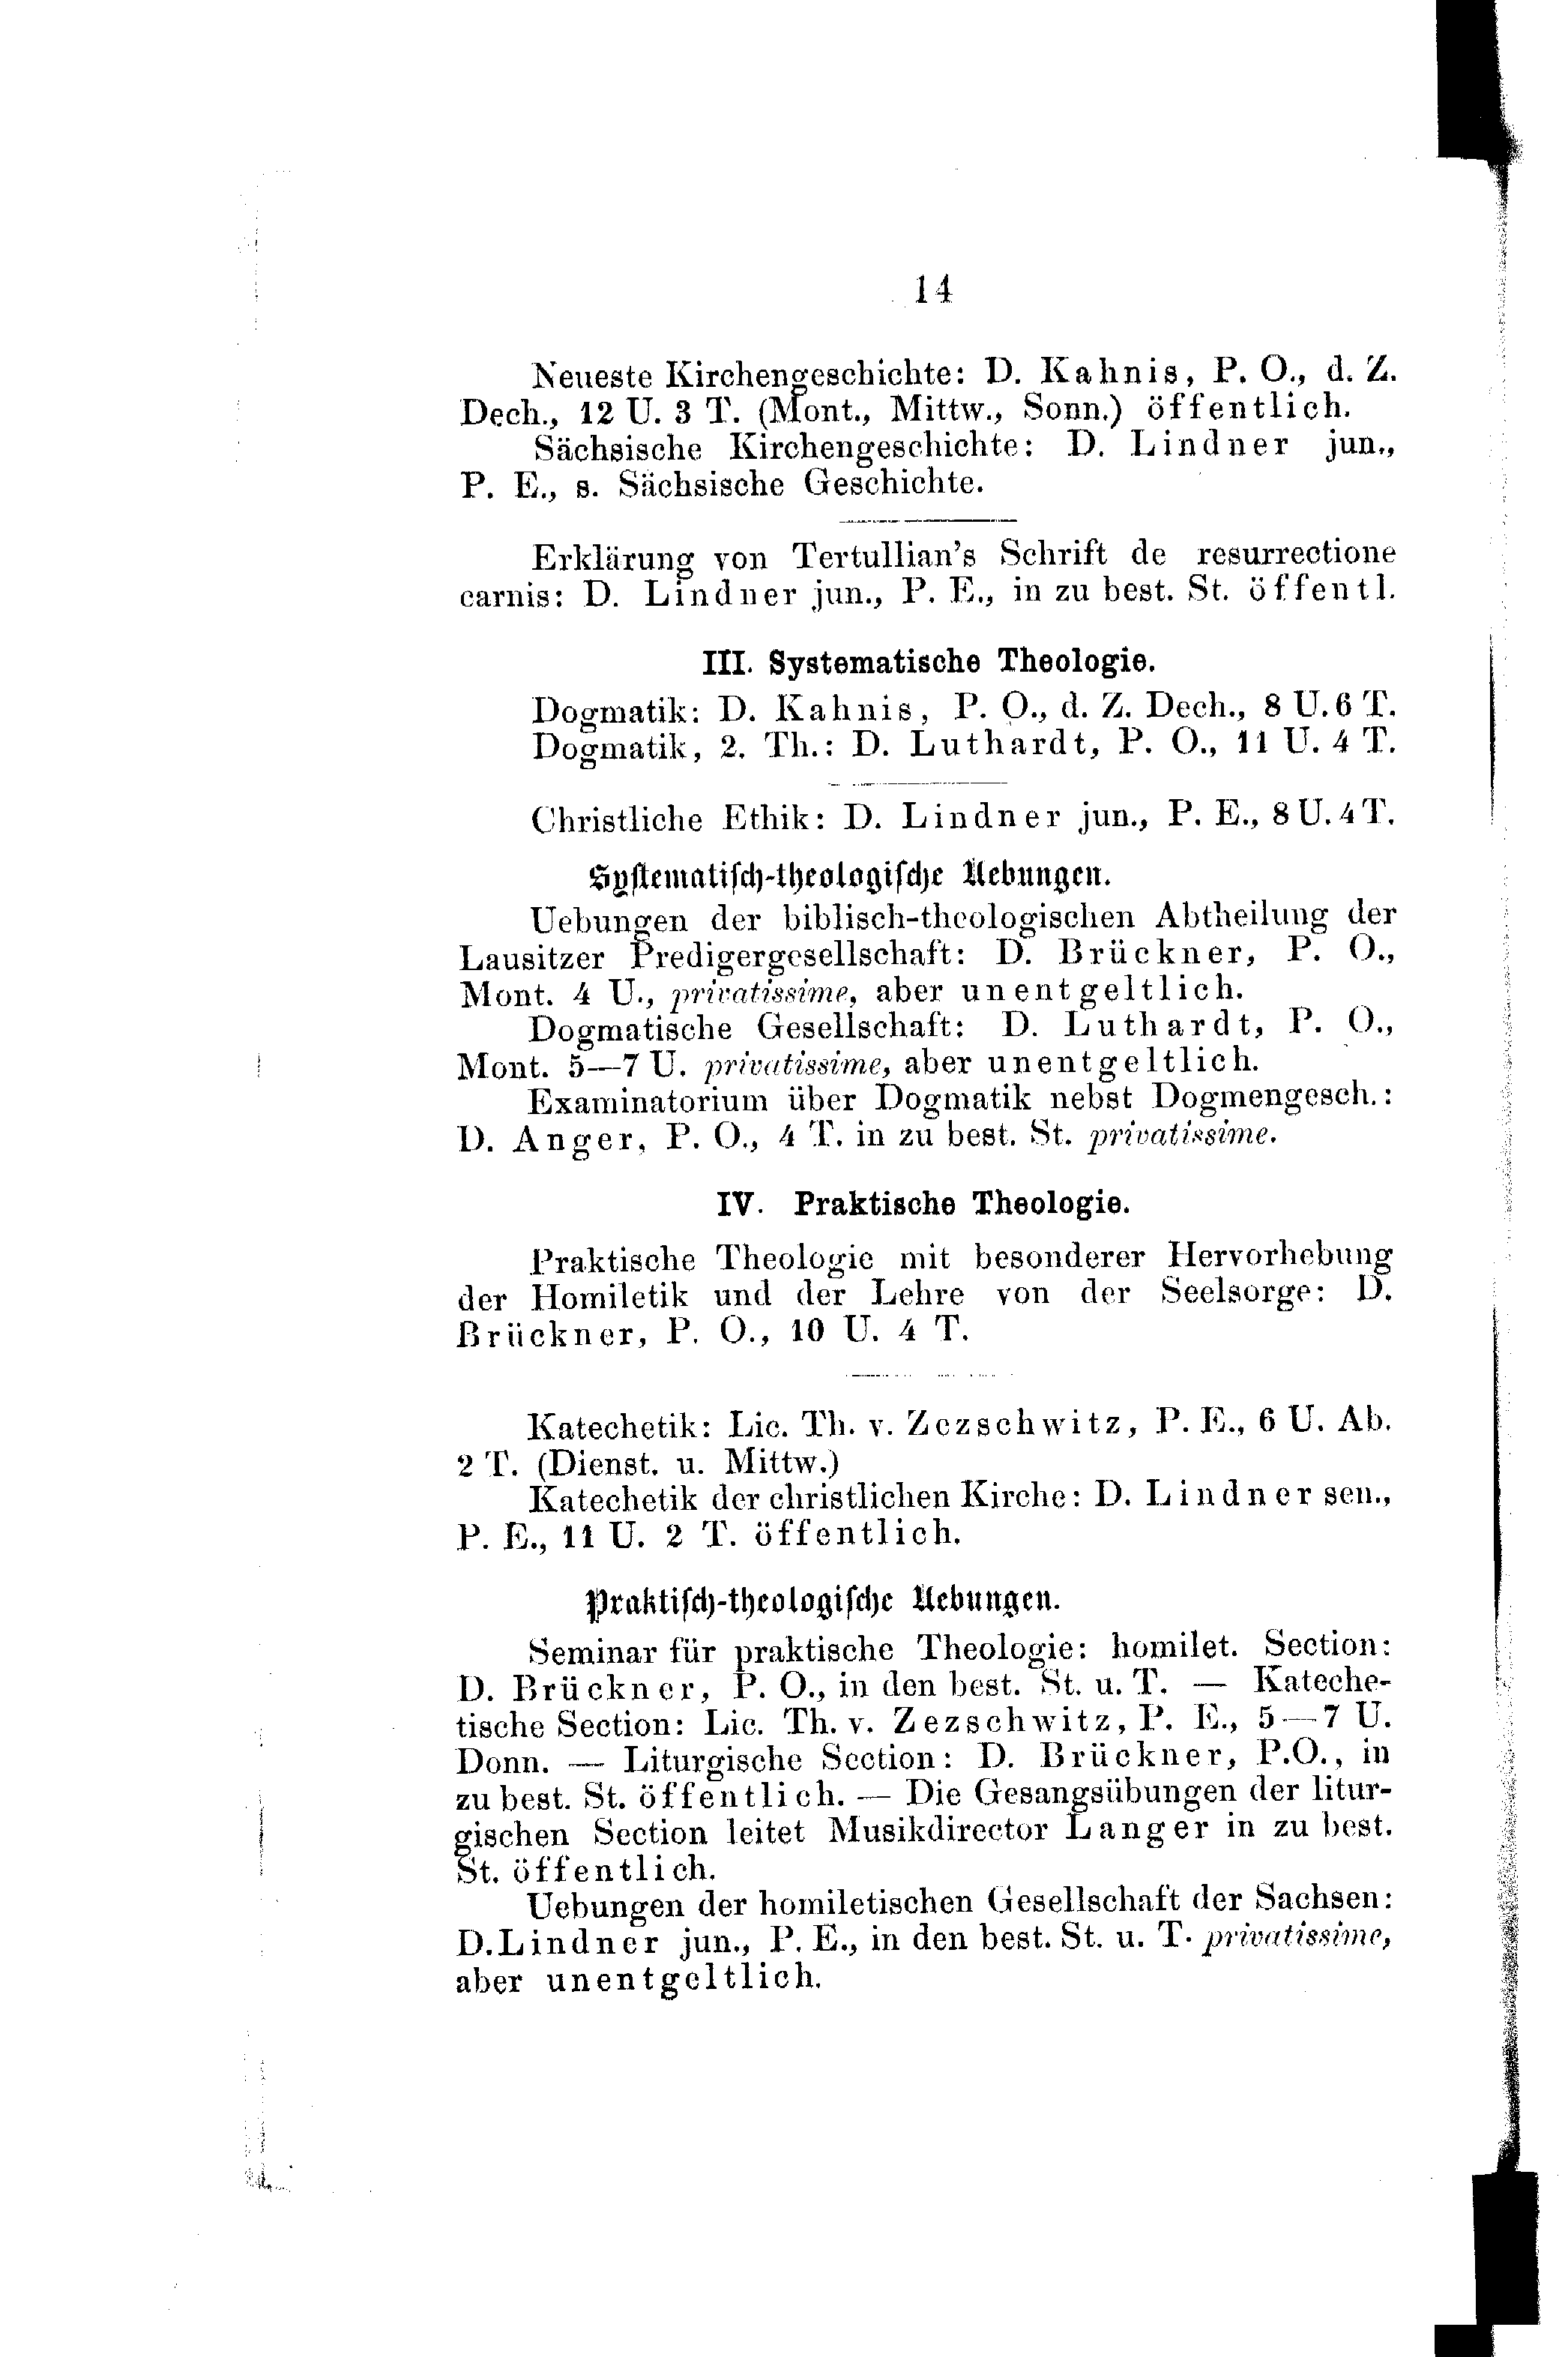 14
Neueste Kirchengeschichte: D. Kahnis, P. O., d. Z.
Dech., 12 U. 3 T. (Mont., Mittw., Sonn.) öffentlich.
Sächsische Kirchengeschichte: D. Lindner jun.,
P. E., s. Sächsische Geschichte.
Erklärung von Tertullian's Schrift de resurrectione
carnis: D. Lindner jun., P. E., in zu best. St. öffentl.
III. Systematische Theologie.
Dogmatik: D. Kahnis, P. O., d. Z. Dech., 8 U. 6 T.
Dogmatik, 2. Th.: D. Luthardt, P. O., 11 U. 4 T.
Christliche Ethik: D. Lindner jun., P. E., 8 U. 4 T.
Systematisch-theologische Uebungen.
Uebungen der biblisch-theologischen Abtheilung der
Lausitzer Predigergesellschaft: D. Brückner, P. O.,
Mont. 4 U., privatissime, aber unentgeltlich.
Dogmatische Gesellschaft: D. Luthardt, P. O.,
Mont. 5—7 U. privatissime, aber unentgeltlich.
Examinatorium über Dogmatik nebst Dogmengesch.:
D. Anger, P. O., 4 T. in zu best. St. privatissime.
IV. Praktische Theologie.
Praktische Theologie mit besonderer Hervorhebung
der Homiletik und der Lehre von der Seelsorge: D.
Brückner, P. O., 10 U. 4 T.
Katechetik: Lic. Th. v. Zezschwitz, P. E., 6 U. Ab.
2 T. (Dienst. u. Mittw.)
Katechetik der christlichen Kirche: D. Lindner sen.,
P. E., 11 U. 2 T. öffentlich.
Praktisch-theologische Uebungen.
Seminar für praktische Theologie: homilet. Section:
D. Brückner, P. O., in den best. St. u. T. — Kateche-
tische Section: Lic. Th. v. Zezschwitz, P. E., 5—7 U.
Donn. — Liturgische Section: D. Brückner, P.O., in
zu best. St. öffentlich. — Die Gesangsübungen der litur-
gischen Section leitet Musikdirector Langer in zu best.
St. öffentlich.
Uebungen der homiletischen Gesellschaft der Sachsen:
D. Lindner jun., P. E., in den best. St. u. T. privatissime,
aber unentgeltlich.